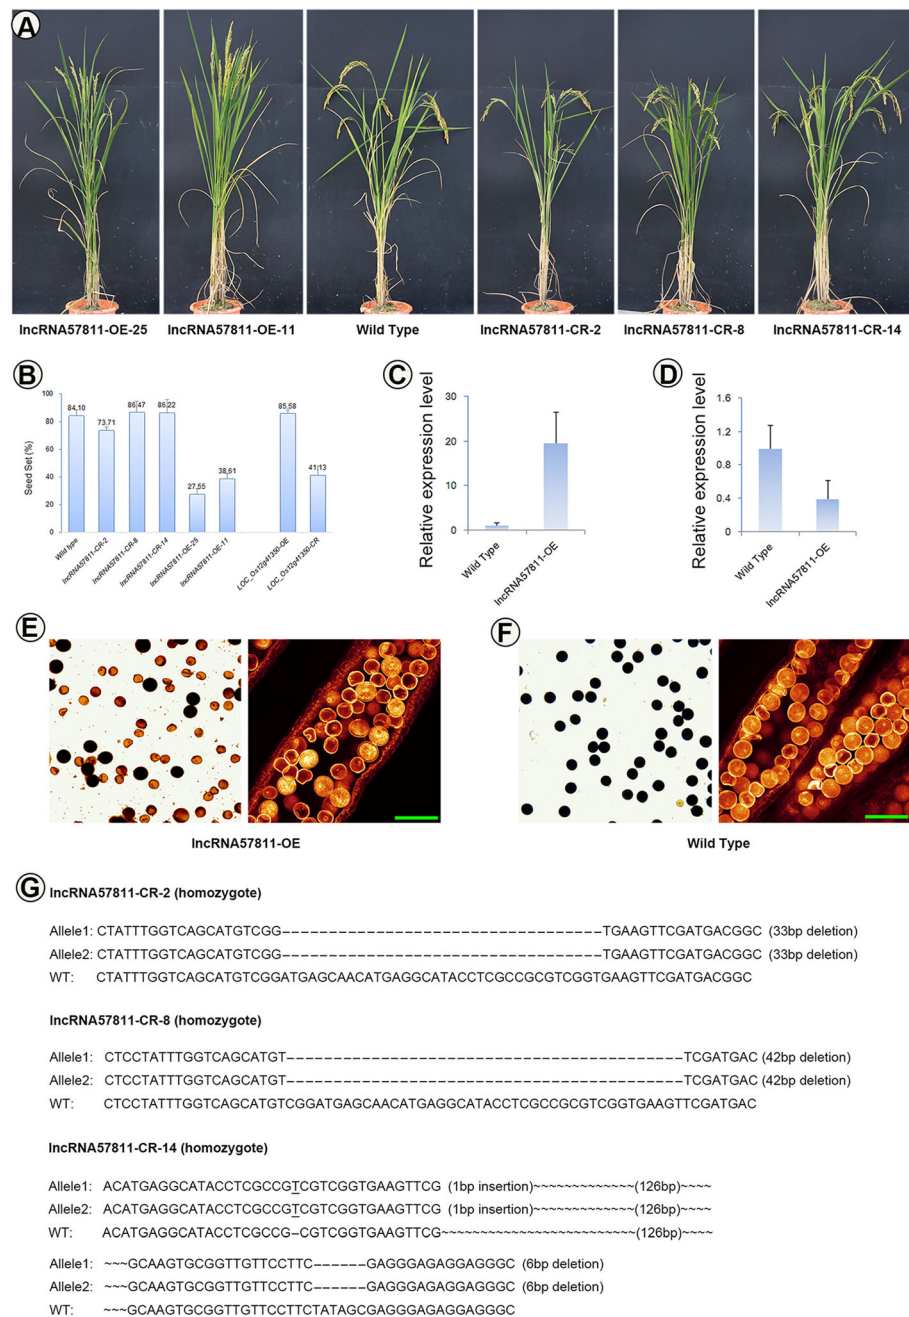 A
lncRNA57811-OE-25 lncRNA57811-OE-11 Wild Type lncRNA57811-CR-2 lncRNA57811-CR-8 lncRNA57811-CR-14
B
Seed Set (%)
100
80
60
40
20
0
84,10
73,71
86,47
86,22
27,55
38,61
85,58
41,13
Wild type
lncRNA57811-CR-2
lncRNA57811-CR-8
lncRNA57811-CR-14
lncRNA57811-OE-25
lncRNA57811-OE-11
LOC_Os12g41350-OE
LOC_Os12g41350-CR
C
Relative expression level
30
20
10
0
Wild Type
lncRNA57811-OE
D
Relative expression level
1.6
1.2
0.8
0.4
0
Wild Type
lncRNA57811-OE
E
lncRNA57811-OE
F
Wild Type
G
lncRNA57811-CR-2 (homozygote)
Allele1: CTATTTGGTCAGCATGTCGG---------------------------------TGAAGTTCGATGACGGC (33bp deletion)
Allele2: CTATTTGGTCAGCATGTCGG---------------------------------TGAAGTTCGATGACGGC (33bp deletion)
WT: CTATTTGGTCAGCATGTCGGATGAGCAACATGAGGCATACCTCGCCGCGTCGGTGAAGTTCGATGACGGC
lncRNA57811-CR-8 (homozygote)
Allele1: CTCCTATTTGGTCAGCATGT------------------------------------------TCGATGAC (42bp deletion)
Allele2: CTCCTATTTGGTCAGCATGT------------------------------------------TCGATGAC (42bp deletion)
WT: CTCCTATTTGGTCAGCATGTCGGATGAGCAACATGAGGCATACCTCGCCGCGTCGGTGAAGTTCGATGAC
lncRNA57811-CR-14 (homozygote)
Allele1: ACATGAGGCATACCTCGCCGTCGTCGGTGAAGTTCG (1bp insertion)~~~~~~~~~~~~~(126bp)~~~~
Allele2: ACATGAGGCATACCTCGCCGTCGTCGGTGAAGTTCG (1bp insertion)~~~~~~~~~~~~~(126bp)~~~~
WT: ACATGAGGCATACCTCGCCG-CGTCGGTGAAGTTCG~~~~~~~~~~~~~~~~~~~~~~~~~(126bp)~~~~
Allele1: ~~~GCAAGTGCGGTTGTTCCTTC------GAGGGAGAGGAGGGC (6bp deletion)
Allele2: ~~~GCAAGTGCGGTTGTTCCTTC------GAGGGAGAGGAGGGC (6bp deletion)
WT: ~~~GCAAGTGCGGTTGTTCCTTCTATAGCGAGGGAGAGGAGGGC